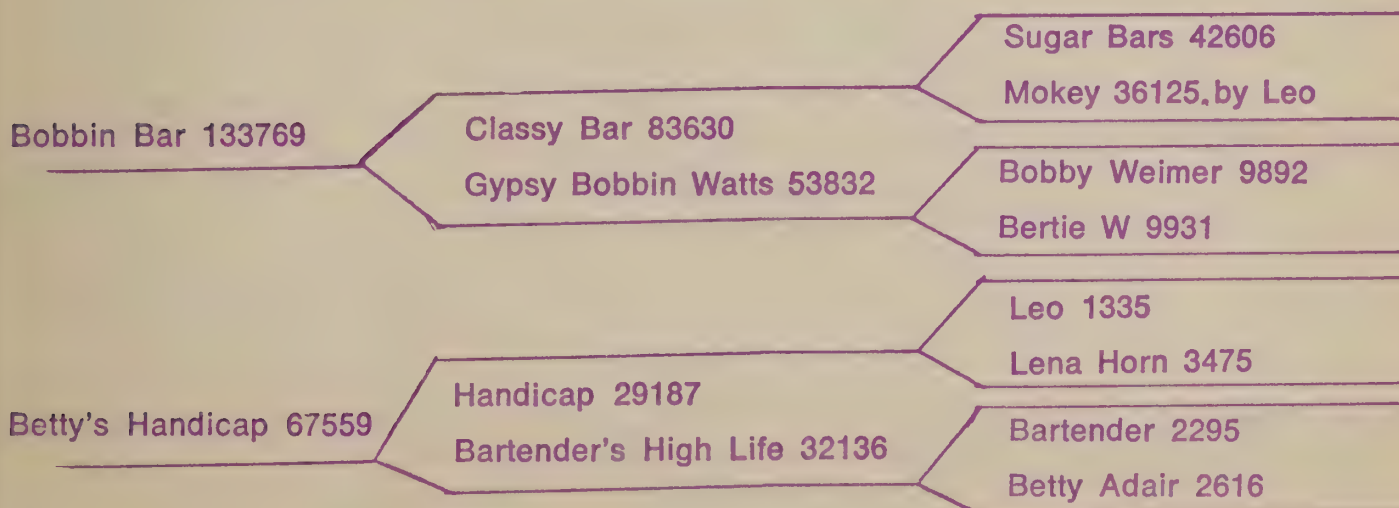 Sugar Bars 42606
Mokey 36125, by Leo
Bobbin Bar 133769
Classy Bar 83630
Gypsy Bobbin Watts 53832
Bobby Weimer 9892
Bertie W 9931
Leo 1335
Lena Horn 3475
Betty's Handicap 67559
Handicap 29187
Bartender's High Life 32136
Bartender 2295
Betty Adair 2616